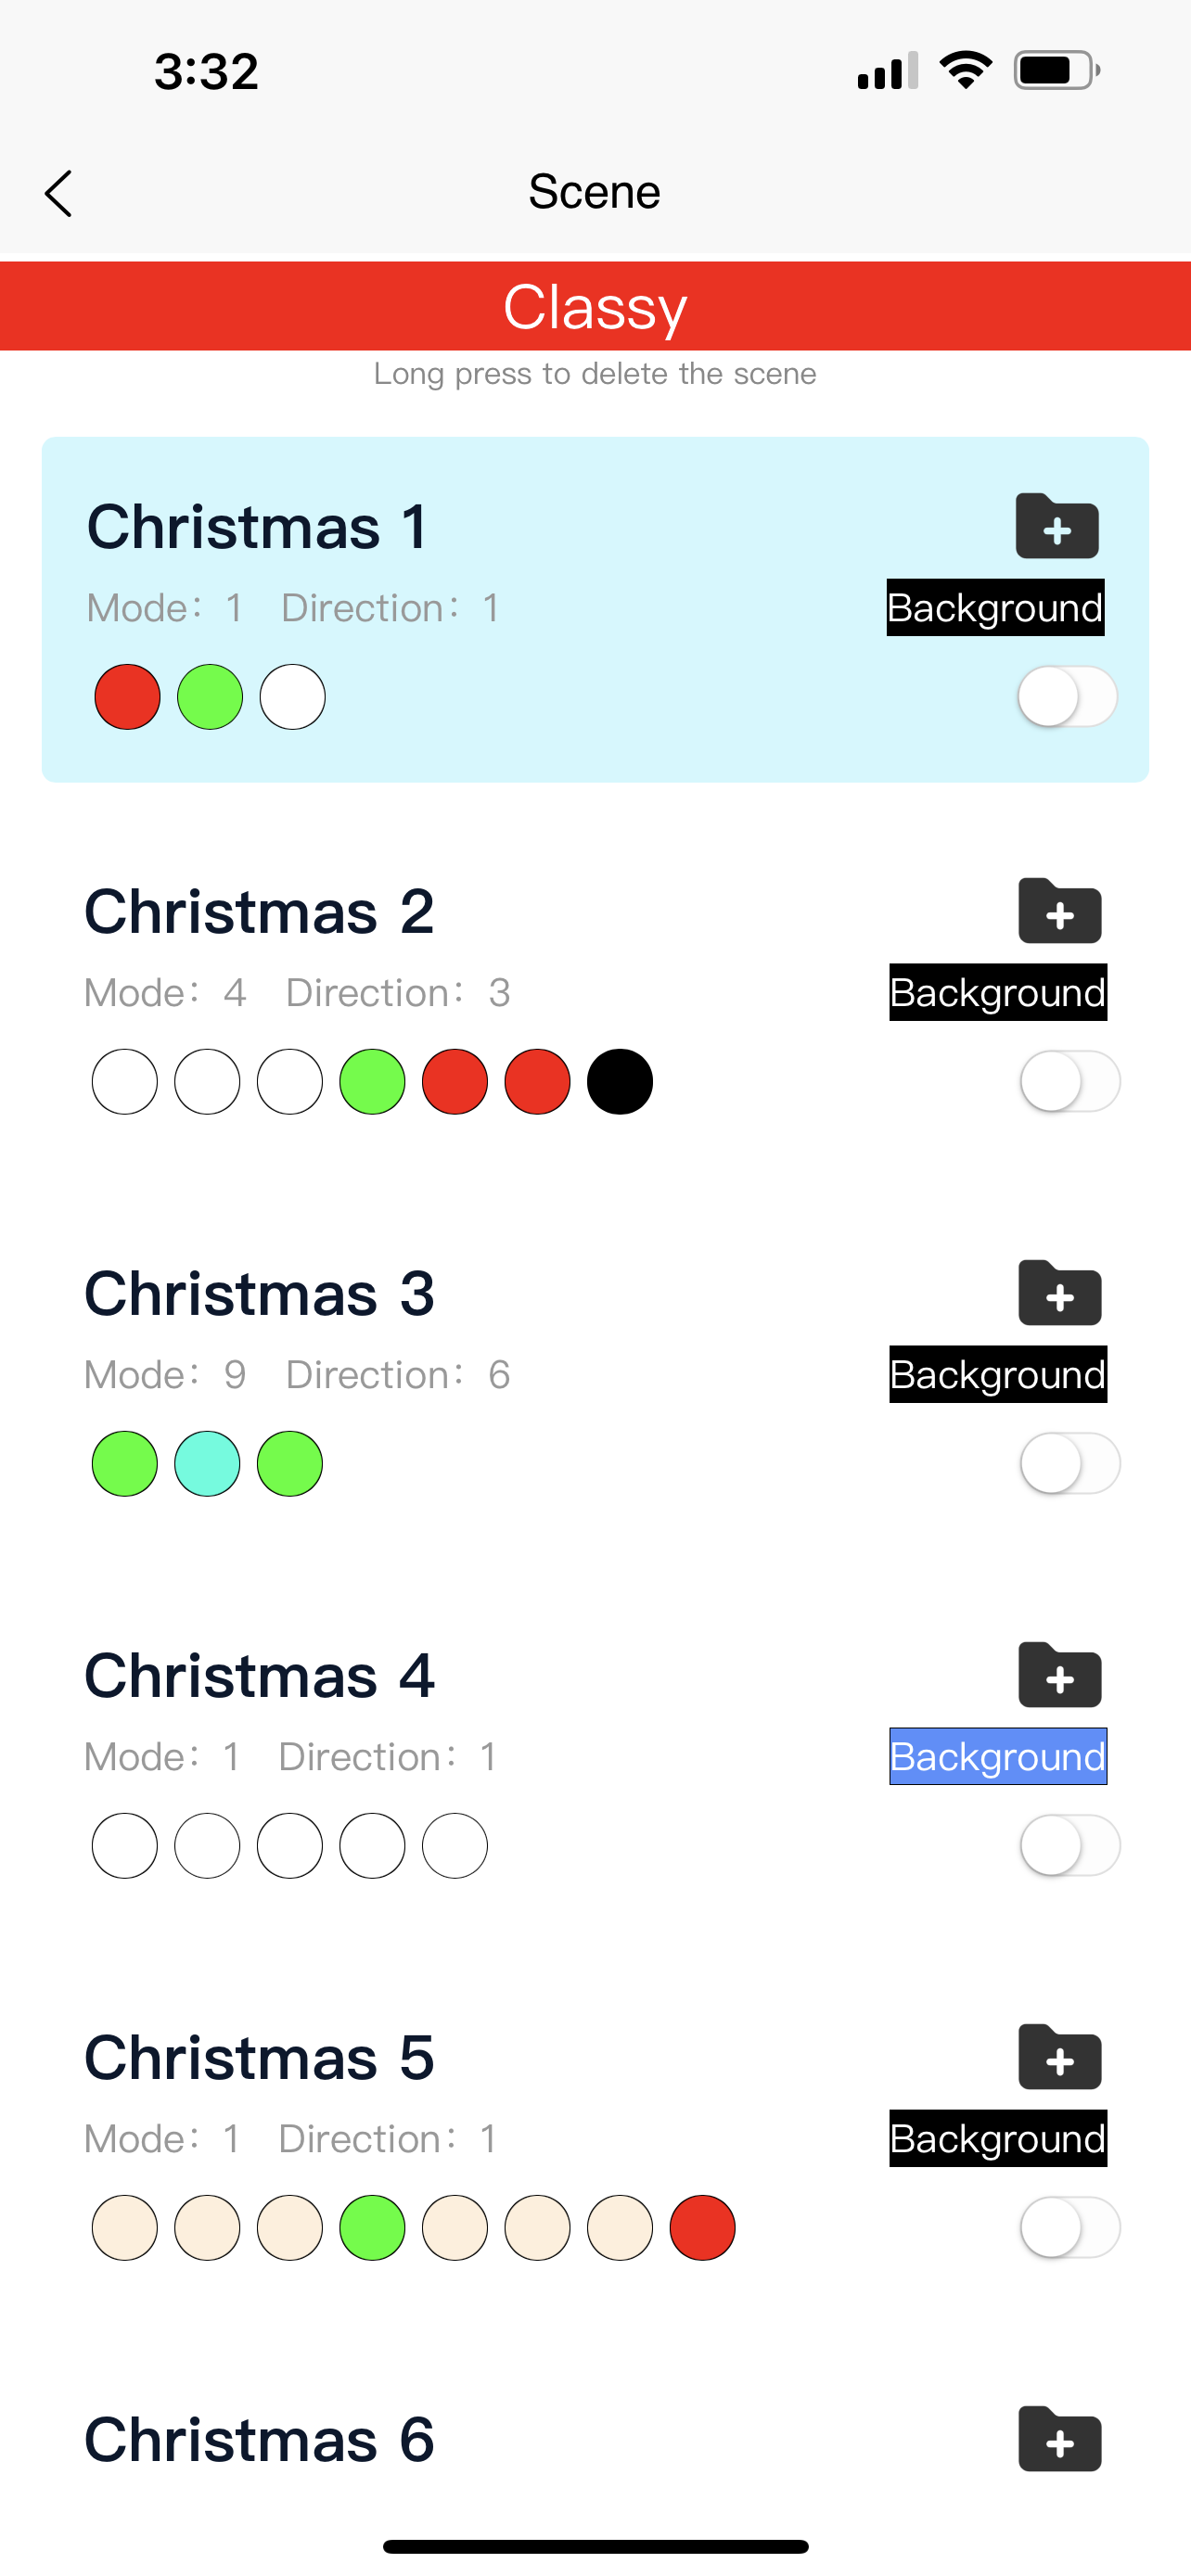 3:32
Scene
Classy
Long press to delete the scene
Christmas 1
Mode: 1 Direction: 1 Background
Christmas 2
Mode: 4 Direction: 3 Background
Christmas 3
Mode: 9 Direction: 6 Background
Christmas 4
Mode: 1 Direction: 1 Background
Christmas 5
Mode: 1 Direction: 1 Background
Christmas 6